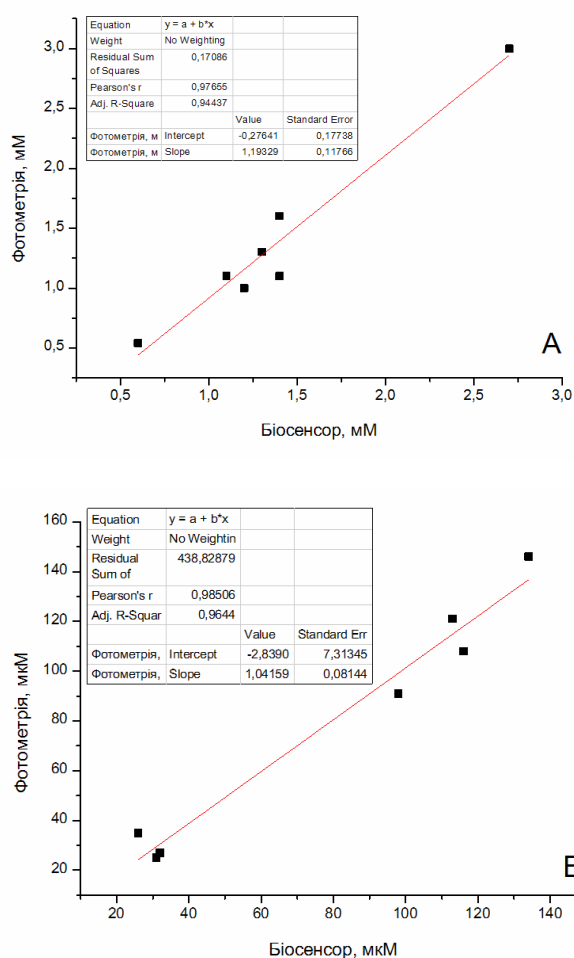 Equation y = a + b*x
Weight No Weighting
Residual Sum of Squares 0,17086
Pearson's r 0,97655
Adj. R-Square 0,94437
Value Standard Error
Фотометрія, м Intercept -0,27641 0,17738
Фотометрія, м Slope 1,19329 0,11766
3,0
2,5
2,0
1,5
1,0
0,5
Фотометрія, мМ
A
0,5 1,0 1,5 2,0 2,5 3,0
Біосенсор, мМ
Equation y = a + b*x
Weight No Weightin
Residual Sum of 438,82879
Pearson's r 0,98506
Adj. R-Squar 0,9644
Value Standard Err
Фотометрія, Intercept -2,8390 7,31345
Фотометрія, Slope 1,04159 0,08144
160
140
120
100
80
60
40
20
Фотометрія, мкМ
20 40 60 80 100 120 140
Біосенсор, мкМ